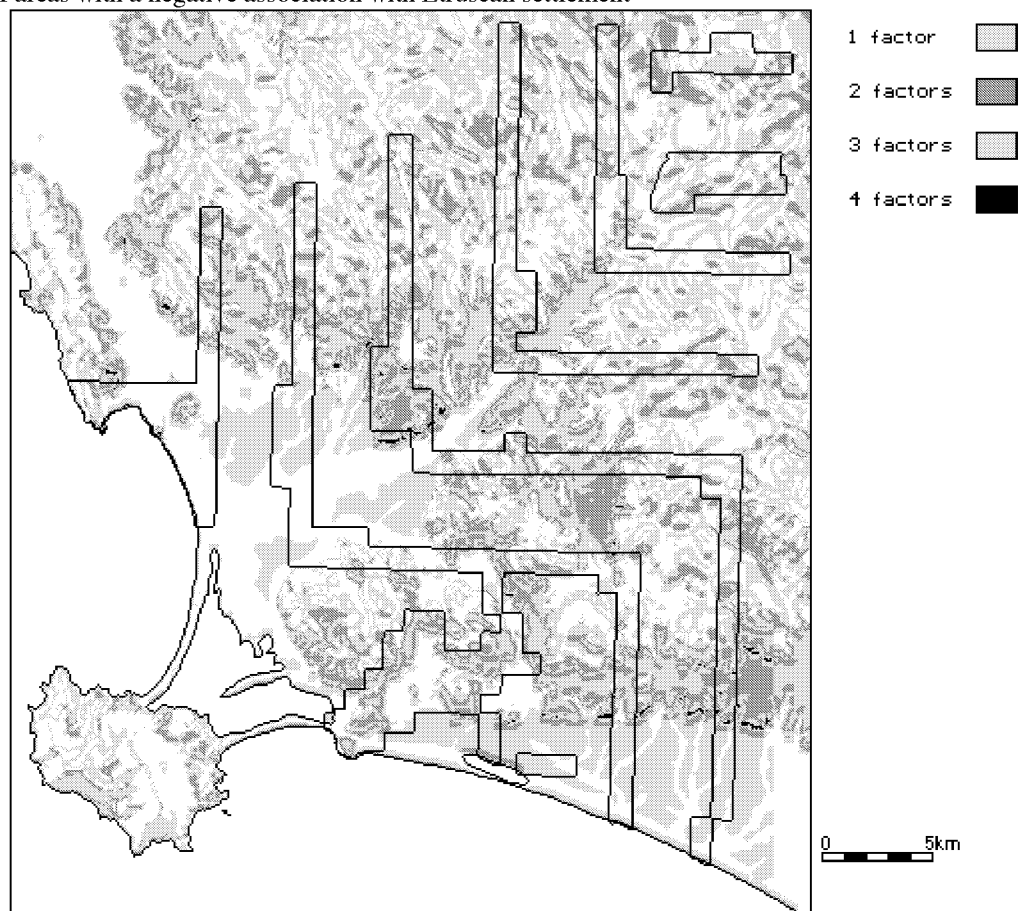 areas with a negative association with Etruscan settlement
1 factor
2 factors
3 factors
4 factors
0 5km